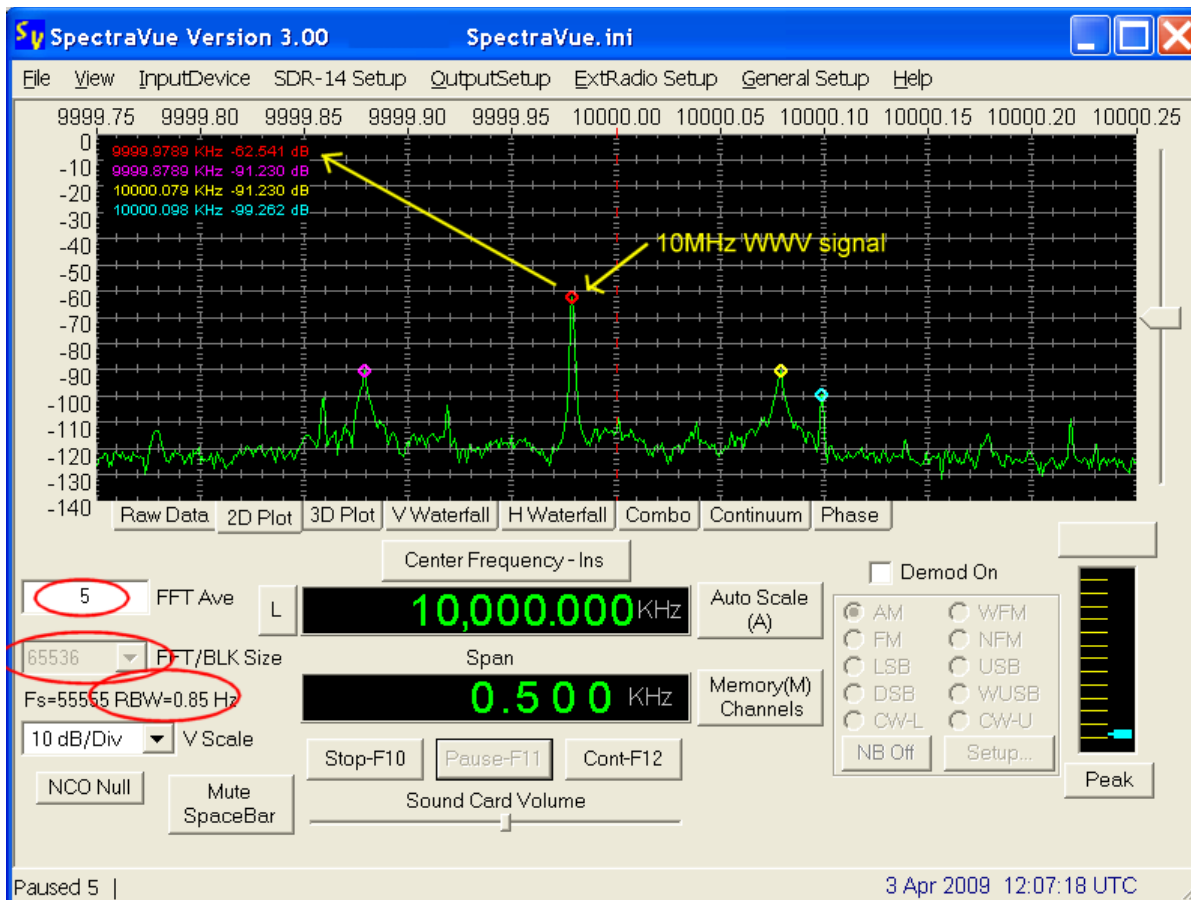 Sy SpectraVue Version 3.00 SpectraVue.ini
File View InputDevice SDR-14 Setup OutputSetup ExtRadio Setup General Setup Help
9999.75 9999.80 9999.85 9999.90 9999.95 10000.00 10000.05 10000.10 10000.15 10000.20 10000.25
0
-10
-20
-30
-40
-50
-60
-70
-80
-90
-100
-110
-120
-130
-140
9999.9789 KHz -62.541 dB
9999.8789 KHz -91.230 dB
10000.079 KHz -91.230 dB
10000.098 KHz -99.262 dB
10MHz WWV signal
Raw Data 2D Plot 3D Plot V Waterfall H Waterfall Combo Continuum Phase
Center Frequency - Ins
5 FFT Ave
L
10,000.000 KHz
Auto Scale
(A)
65536 FFT/BLK Size
Span
Fs=55555 RBW=0.85 Hz
0.500 KHz
Memory(M)
Channels
10 dB/Div V Scale
Stop-F10 Pause-F11 Cont-F12
NCO Null
Mute
SpaceBar
Sound Card Volume
Demod On
AM WFM
FM NFM
LSB USB
DSB WUSB
CW-L CW-U
NB Off Setup...
Peak
Paused 5 |
3 Apr 2009 12:07:18 UTC